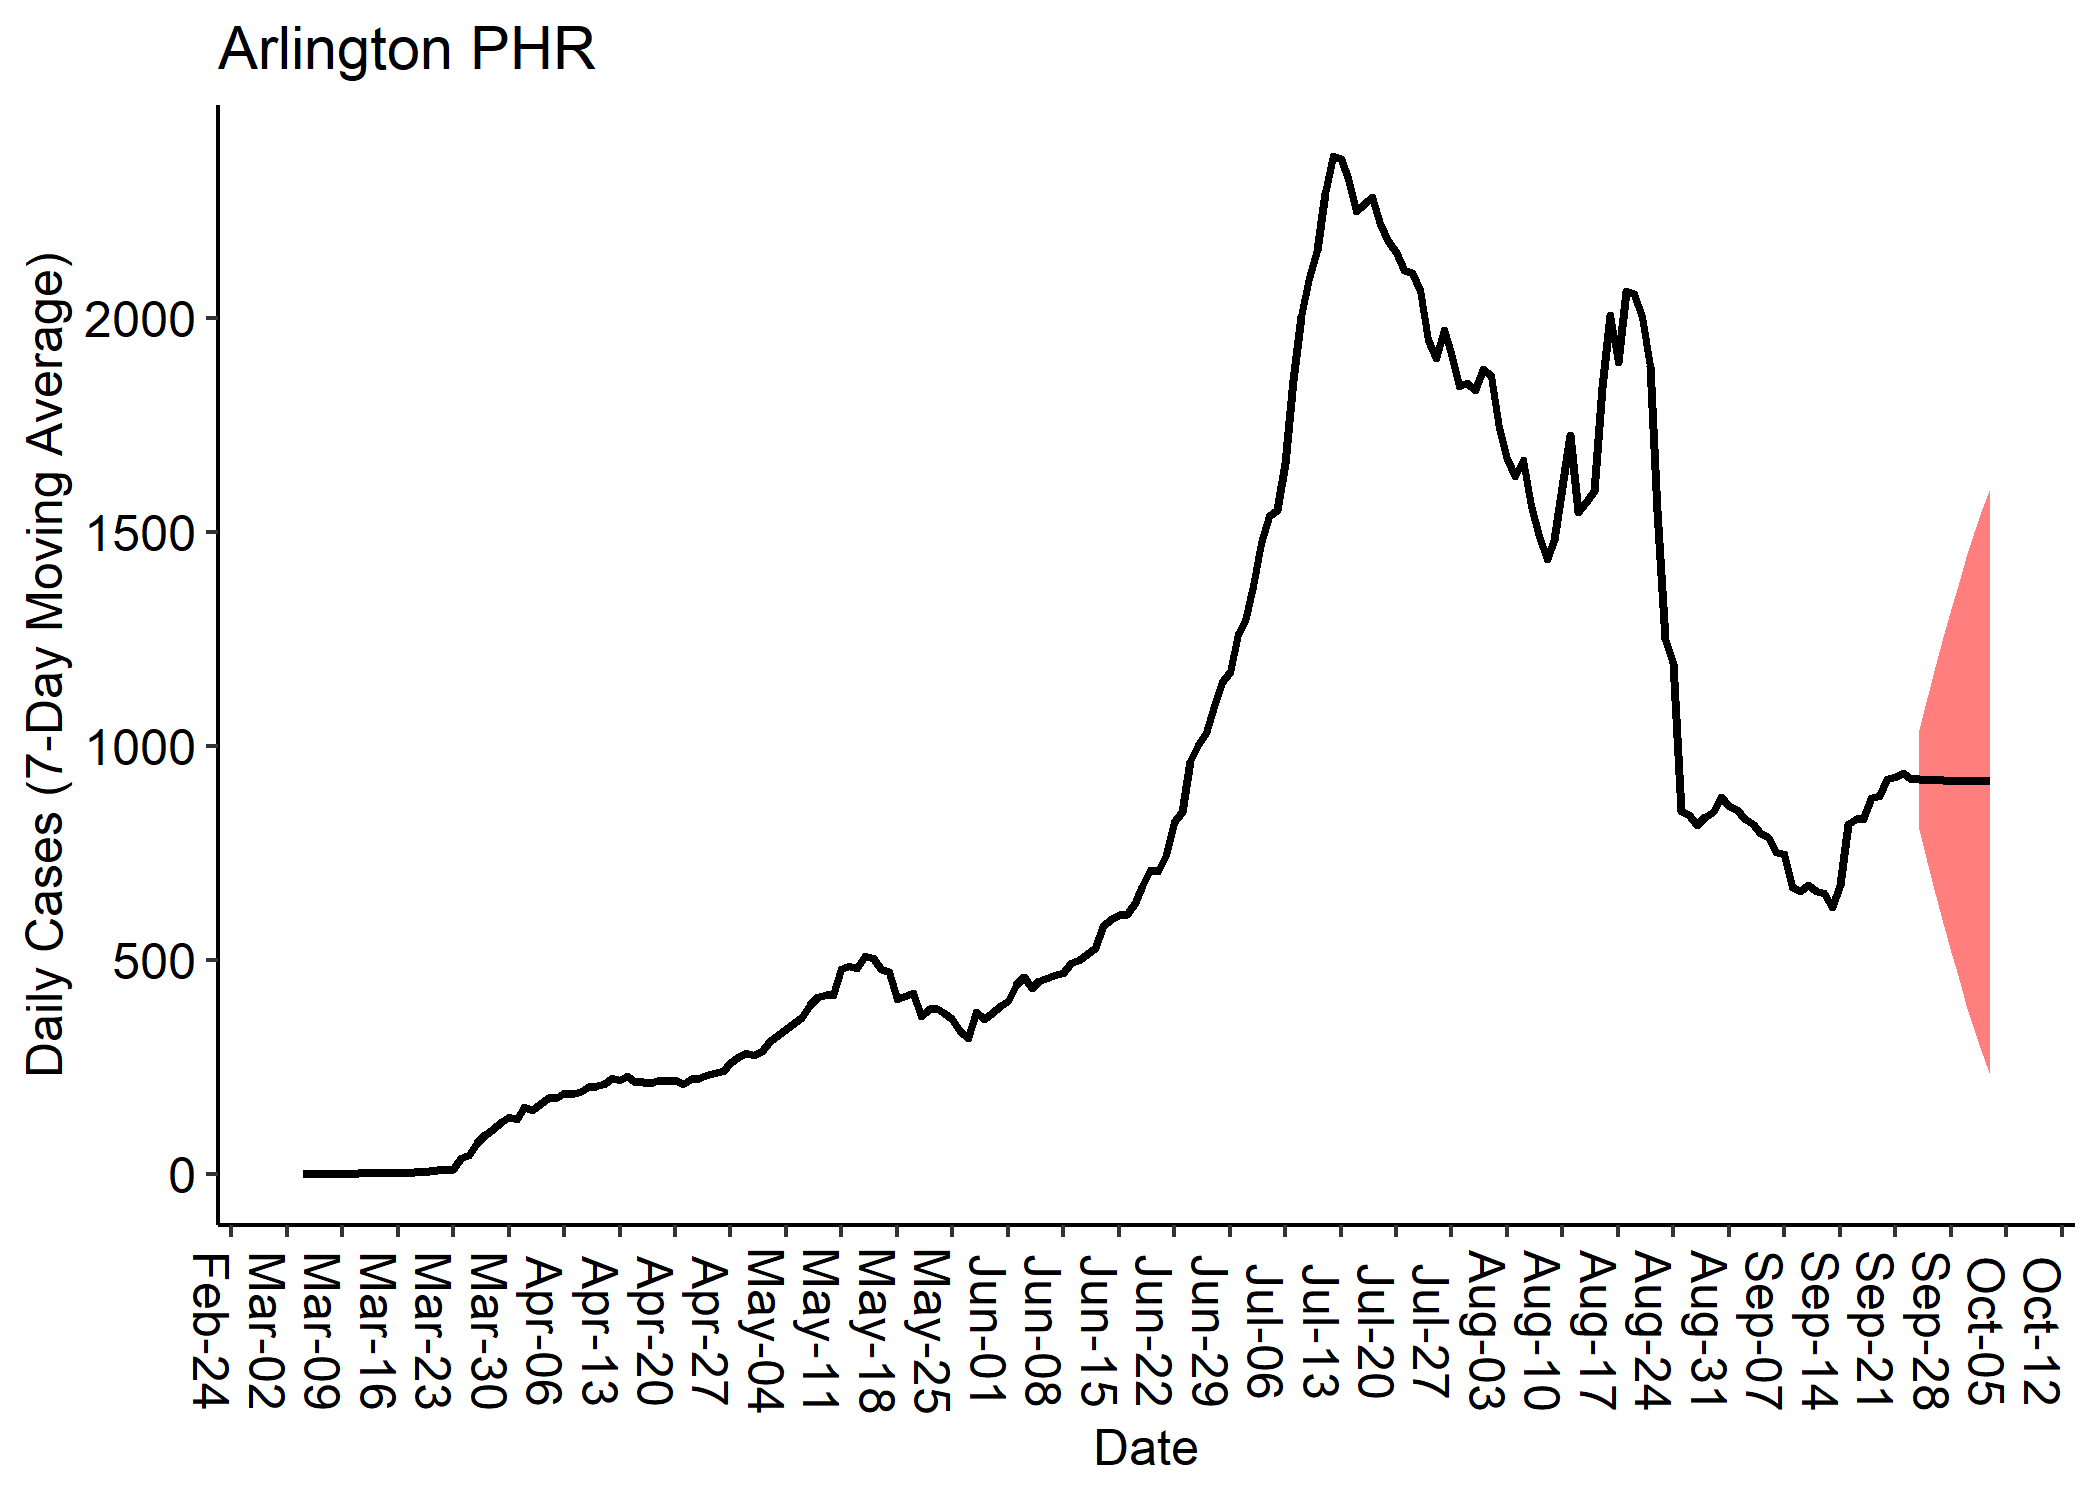 Arlington PHR
Daily Cases (7-Day Moving Average)
2000
1500
1000
500
0
Feb-24
Mar-02
Mar-09
Mar-16
Mar-23
Mar-30
Apr-06
Apr-13
Apr-20
Apr-27
May-04
May-11
May-18
May-25
Jun-01
Jun-08
Jun-15
Jun-22
Jun-29
Jul-06
Jul-13
Jul-20
Jul-27
Aug-03
Aug-10
Aug-17
Aug-24
Aug-31
Sep-07
Sep-14
Sep-21
Sep-28
Oct-05
Oct-12
Date